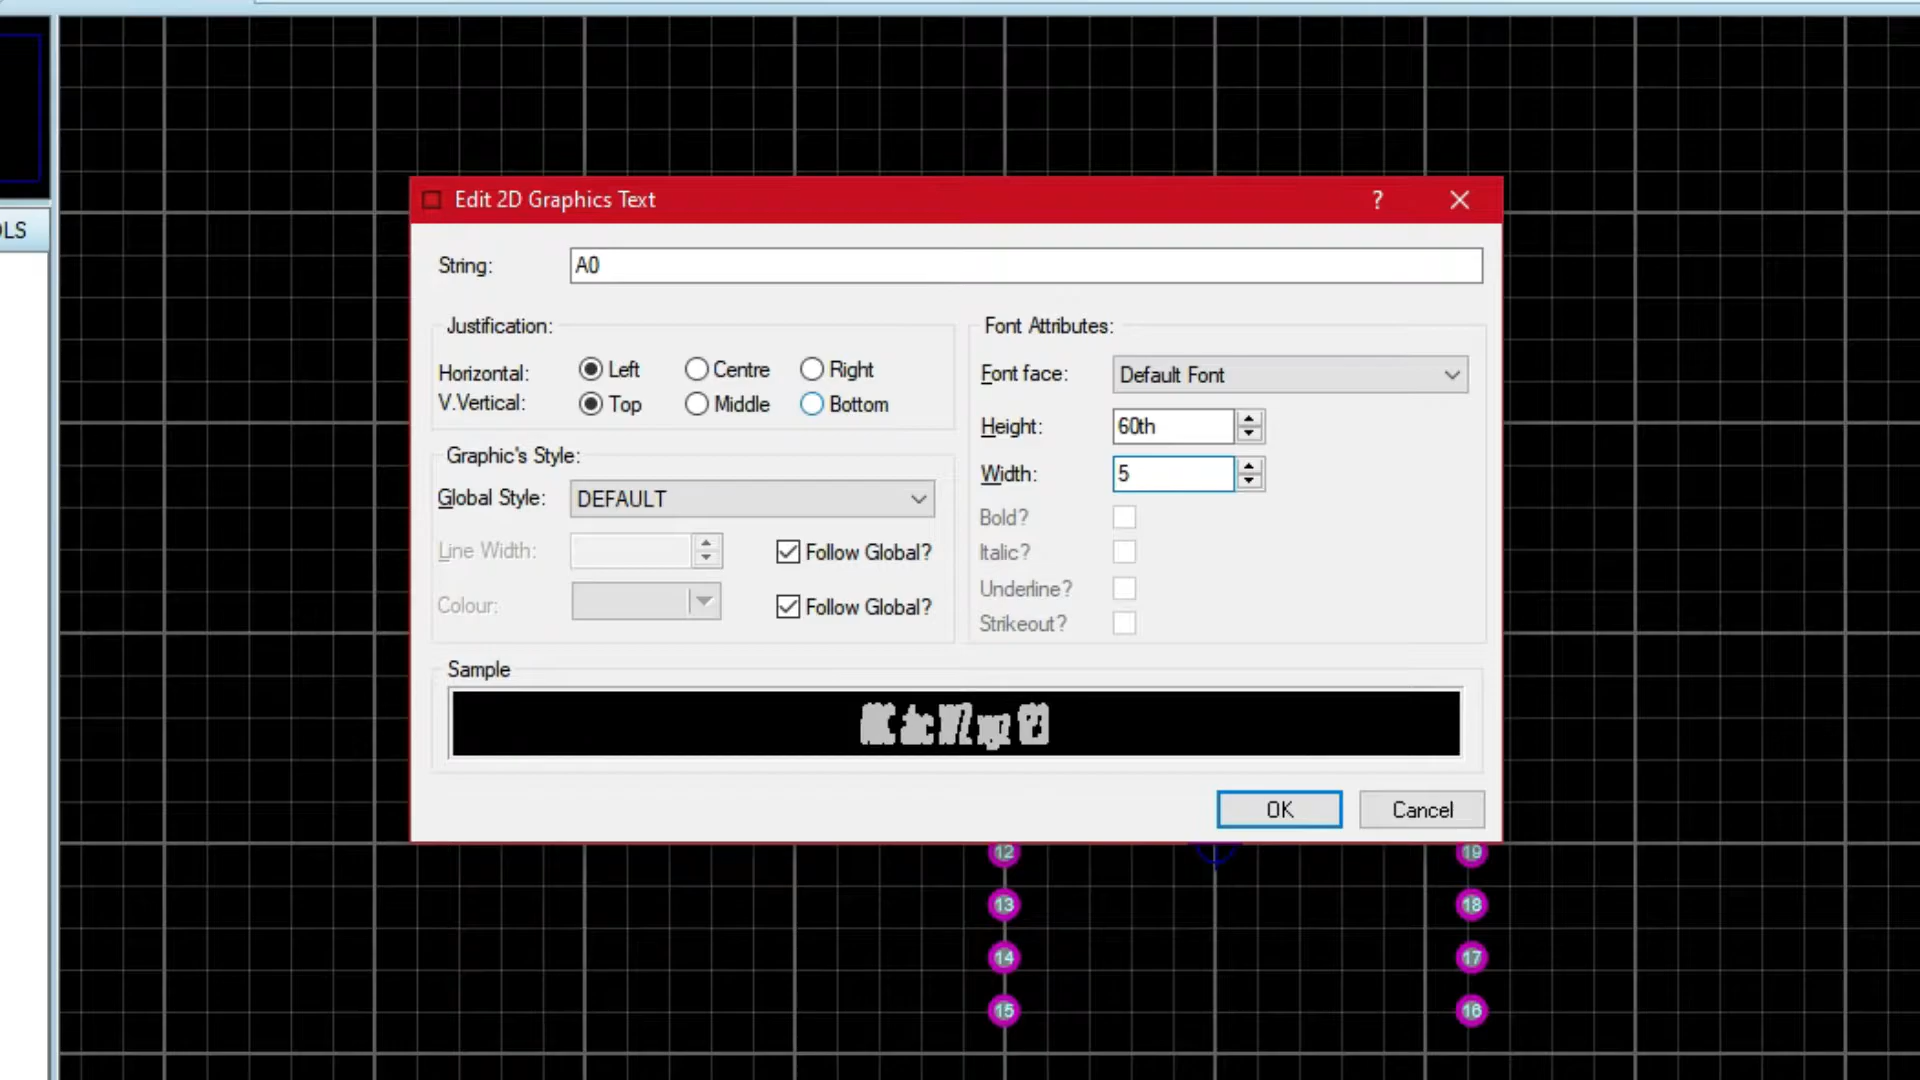 OLS
Edit 2D Graphics Text ?
String: A0
Justification:
Horizontal: Left Centre Right
V.Vertical: Top Middle Bottom
Graphic's Style:
Global Style: DEFAULT
Line Width: Follow Global?
Colour: Follow Global?
Font Attributes:
Font face: Default Font
Height: 60th
Width: 5
Bold?
Italic?
Underline?
Strikeout?
Sample
OK Cancel
12 19
13 18
14 17
15 16